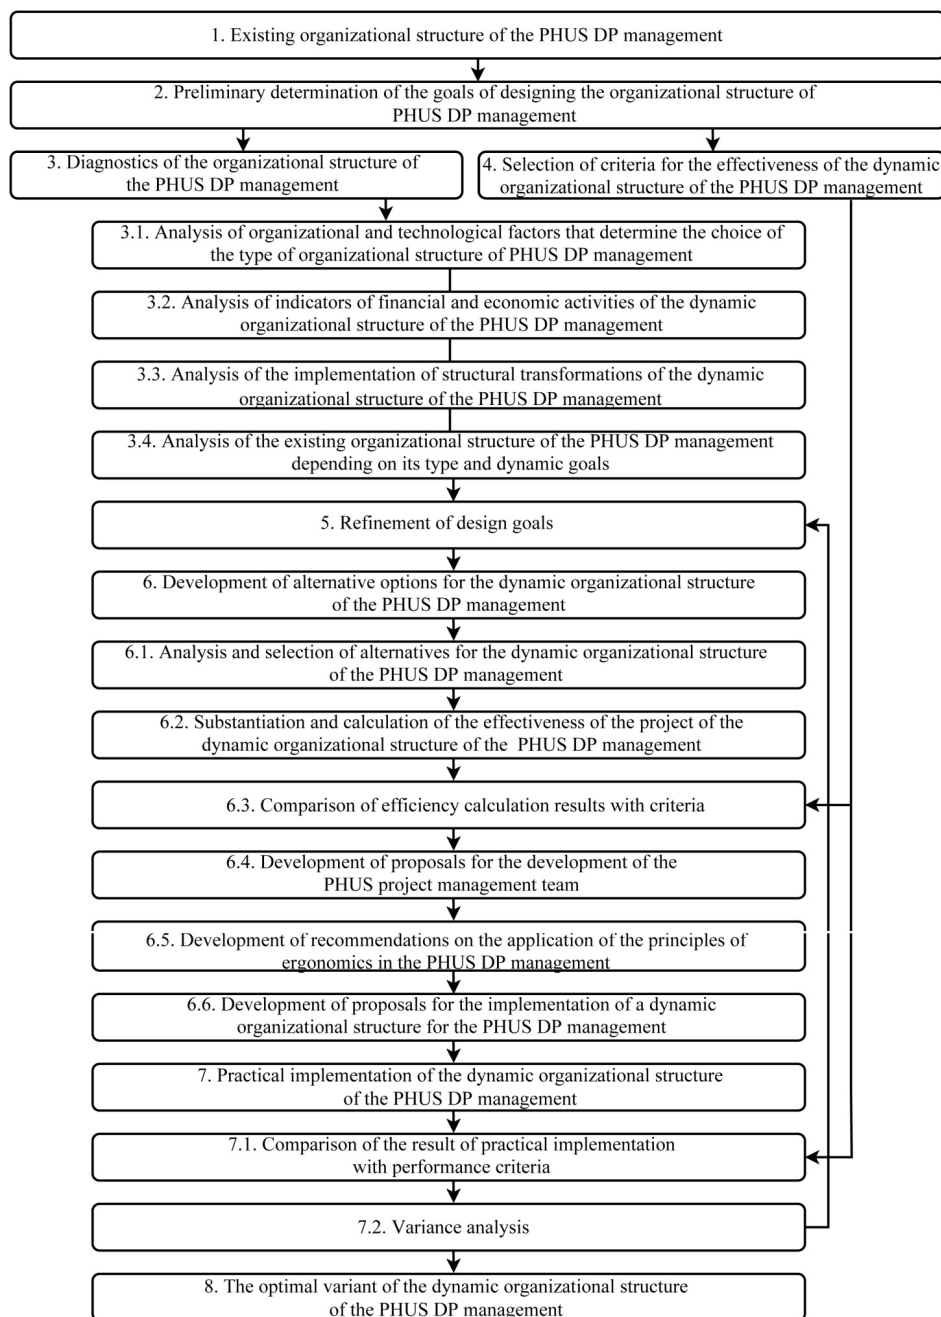 1. Existing organizational structure of the PHUS DP management
2. Preliminary determination of the goals of designing the organizational structure of
PHUS DP management
3. Diagnostics of the organizational structure of
the PHUS DP management
4. Selection of criteria for the effectiveness of the dynamic
organizational structure of the PHUS DP management
3.1. Analysis of organizational and technological factors that determine the choice of
the type of organizational structure of PHUS DP management
3.2. Analysis of indicators of financial and economic activities of the dynamic
organizational structure of the PHUS DP management
3.3. Analysis of the implementation of structural transformations of the dynamic
organizational structure of the PHUS DP management
3.4. Analysis of the existing organizational structure of the PHUS DP management
depending on its type and dynamic goals
5. Refinement of design goals
6. Development of alternative options for the dynamic organizational structure
of the PHUS DP management
6.1. Analysis and selection of alternatives for the dynamic organizational structure
of the PHUS DP management
6.2. Substantiation and calculation of the effectiveness of the project of the
dynamic organizational structure of the PHUS DP management
6.3. Comparison of efficiency calculation results with criteria
6.4. Development of proposals for the development of the
PHUS project management team
6.5. Development of recommendations on the application of the principles of
ergonomics in the PHUS DP management
6.6. Development of proposals for the implementation of a dynamic
organizational structure for the PHUS DP management
7. Practical implementation of the dynamic organizational structure
of the PHUS DP management
7.1. Comparison of the result of practical implementation
with performance criteria
7.2. Variance analysis
8. The optimal variant of the dynamic organizational structure
of the PHUS DP management